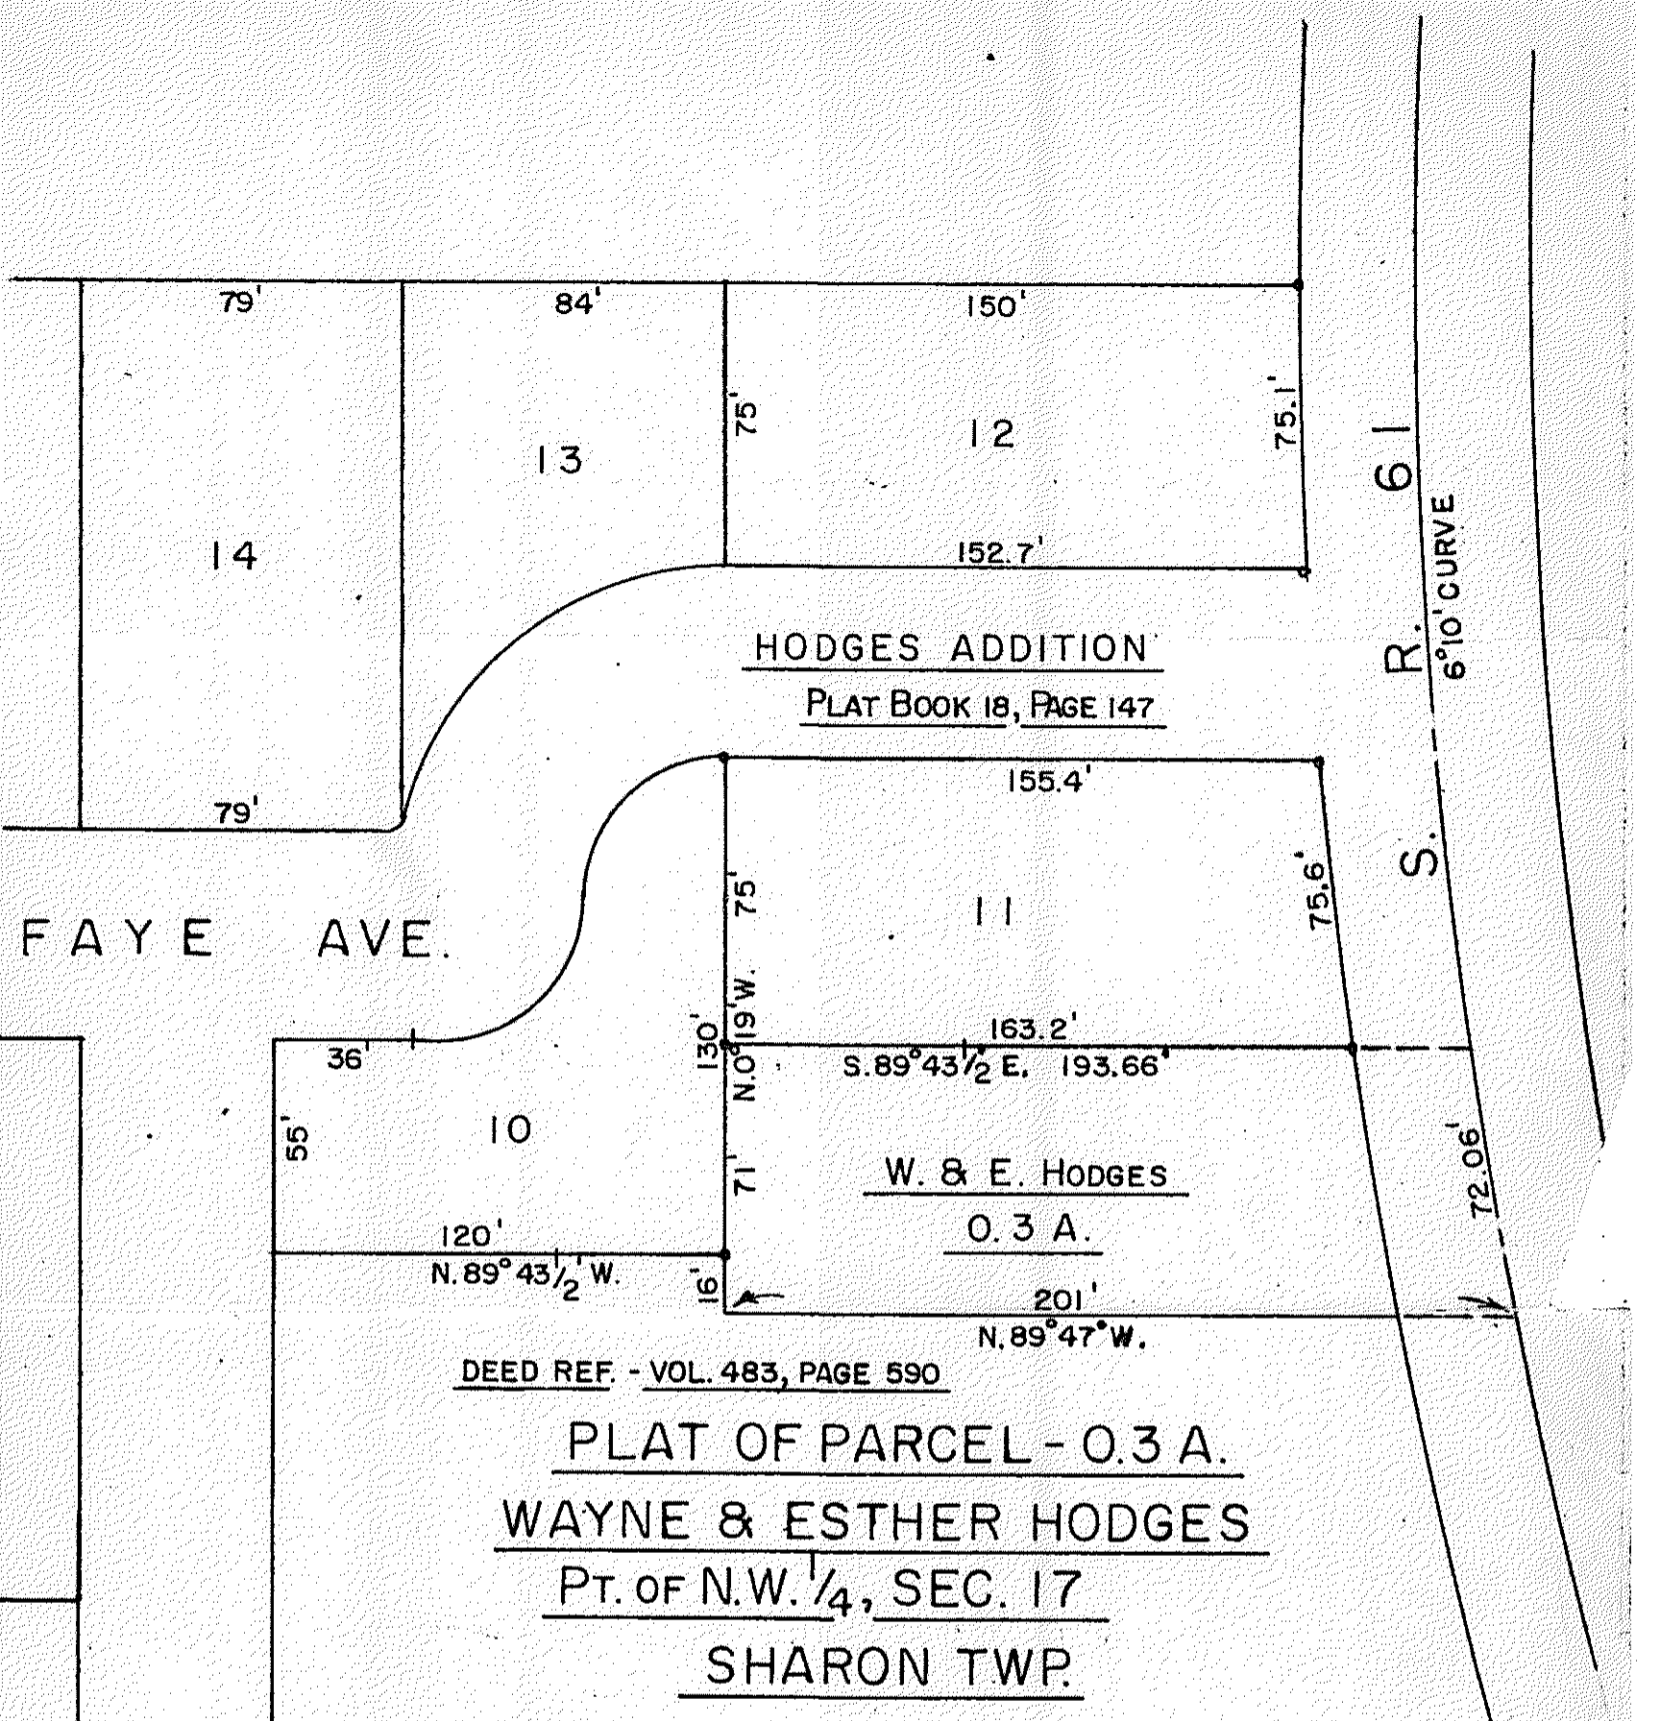 79'
84'
150'
75'
75.1'
12
13
14
152.7'
S. R. 61
6°10' CURVE
HODGES ADDITION
PLAT BOOK 18, PAGE 147
155.4'
79'
75'
75.6'
11
FAYE AVE.
N.0°19'W.
130'
163.2'
S.89°43½'E. 193.66'
36'
55'
10
71'
72.06'
W. & E. HODGES
0.3 A.
120'
N.89°43½'W.
16'
201'
N.89°47°W.
DEED REF. - VOL. 483, PAGE 590
PLAT OF PARCEL - 0.3 A.
WAYNE & ESTHER HODGES
PT. OF N.W. ¼, SEC. 17
SHARON TWP.